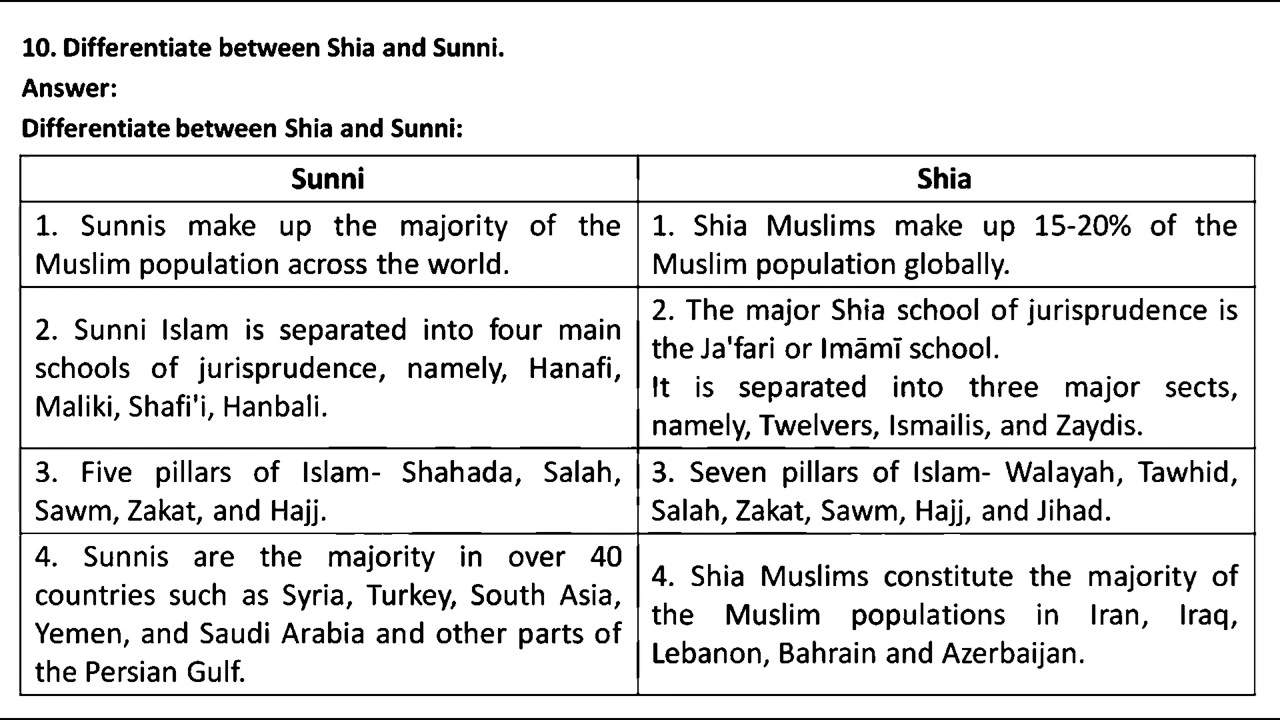 10. Differentiate between Shia and Sunni.
Answer:
Differentiate between Shia and Sunni:
Sunni
Shia
1. Sunnis make up the majority of the
Muslim population across the world.
1. Shia Muslims make up 15-20% of the
Muslim population globally.
2. Sunni Islam is separated into four main
schools of jurisprudence, namely, Hanafi,
Maliki, Shafi'i, Hanbali.
2. The major Shia school of jurisprudence is
the Ja'fari or Imāmī school.
It is separated into three major sects,
namely, Twelvers, Ismailis, and Zaydis.
3. Five pillars of Islam- Shahada, Salah,
Sawm, Zakat, and Hajj.
3. Seven pillars of Islam- Walayah, Tawhid,
Salah, Zakat, Sawm, Hajj, and Jihad.
4. Sunnis are the majority in over 40
countries such as Syria, Turkey, South Asia,
Yemen, and Saudi Arabia and other parts of
the Persian Gulf.
4. Shia Muslims constitute the majority of
the Muslim populations in Iran, Iraq,
Lebanon, Bahrain and Azerbaijan.